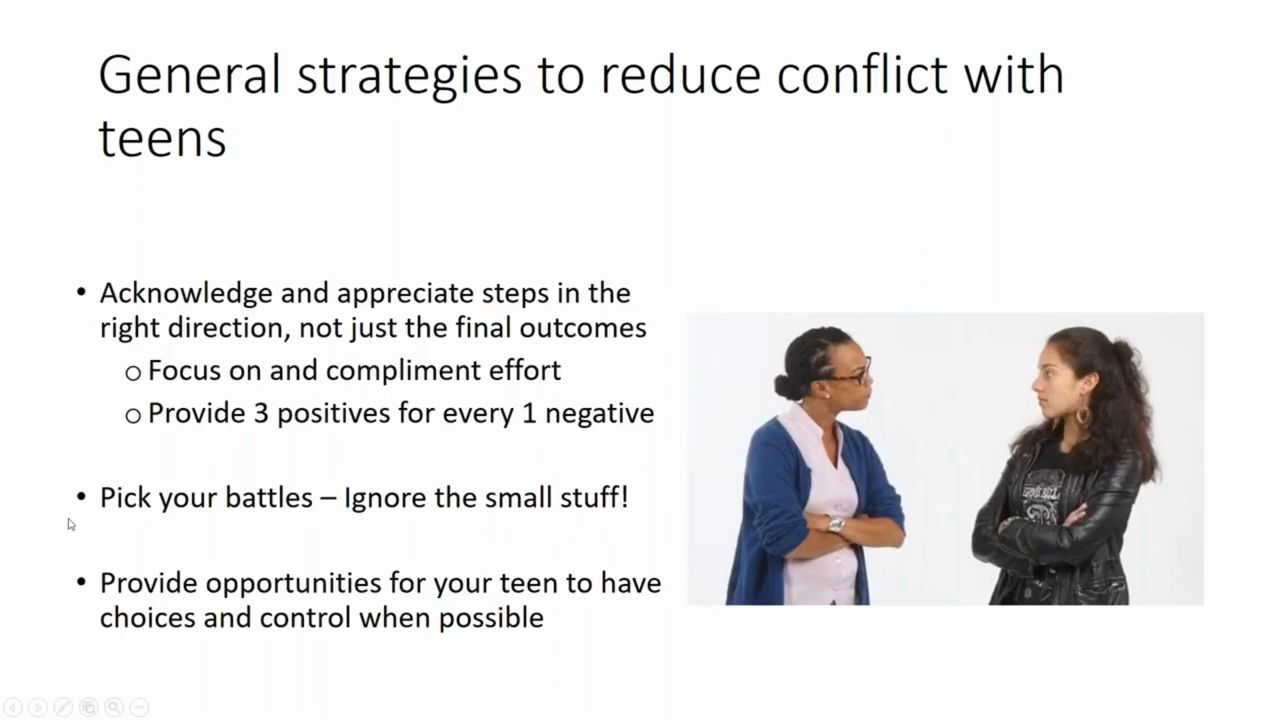 General strategies to reduce conflict with
teens
• Acknowledge and appreciate steps in the
right direction, not just the final outcomes
o Focus on and compliment effort
o Provide 3 positives for every 1 negative
• Pick your battles – Ignore the small stuff!
• Provide opportunities for your teen to have
choices and control when possible